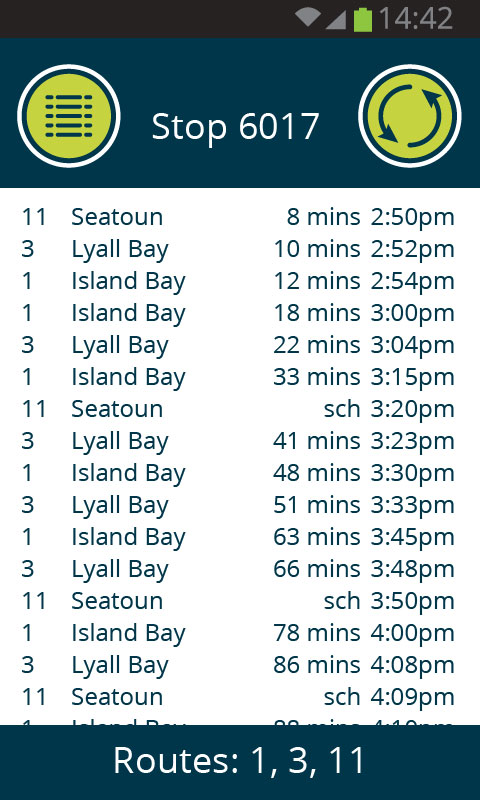 14:42
Stop 6017
11 Seatoun 8 mins 2:50pm
3 Lyall Bay 10 mins 2:52pm
1 Island Bay 12 mins 2:54pm
1 Island Bay 18 mins 3:00pm
3 Lyall Bay 22 mins 3:04pm
1 Island Bay 33 mins 3:15pm
11 Seatoun sch 3:20pm
3 Lyall Bay 41 mins 3:23pm
1 Island Bay 48 mins 3:30pm
3 Lyall Bay 51 mins 3:33pm
1 Island Bay 63 mins 3:45pm
3 Lyall Bay 66 mins 3:48pm
11 Seatoun sch 3:50pm
1 Island Bay 78 mins 4:00pm
3 Lyall Bay 86 mins 4:08pm
11 Seatoun sch 4:09pm
1 Island Bay
Routes: 1, 3, 11